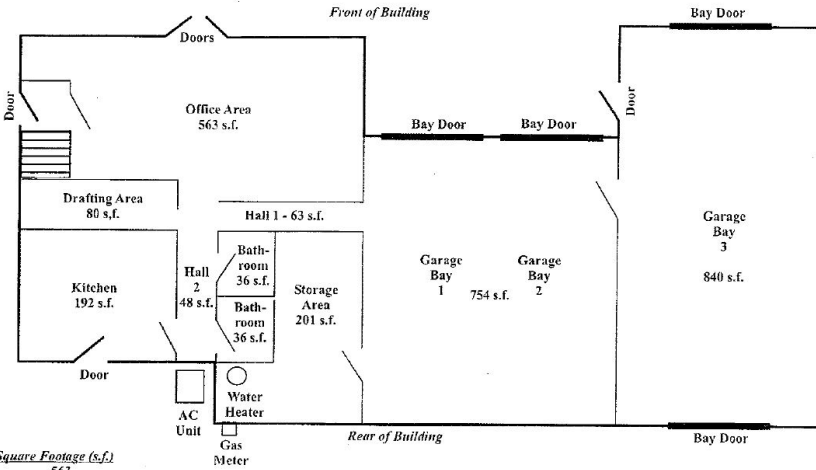 Front of Building
Bay Door
Doors
Door
Office Area
563 s.f.
Door
Bay Door
Bay Door
Drafting Area
80 s,f.
Hall 1 - 63 s.f.
Garage
Bay
3
840 s.f.
Kitchen
192 s.f.
Hall
2
48 s.f.
Bath-
room
36 s.f.
Bath-
room
36 s.f.
Storage
Area
201 s.f.
Garage
Bay
1
754 s.f.
Garage
Bay
2
Door
AC
Unit
Water
Heater
Gas
Meter
Rear of Building
Bay Door
Square Footage (s.f.)
563